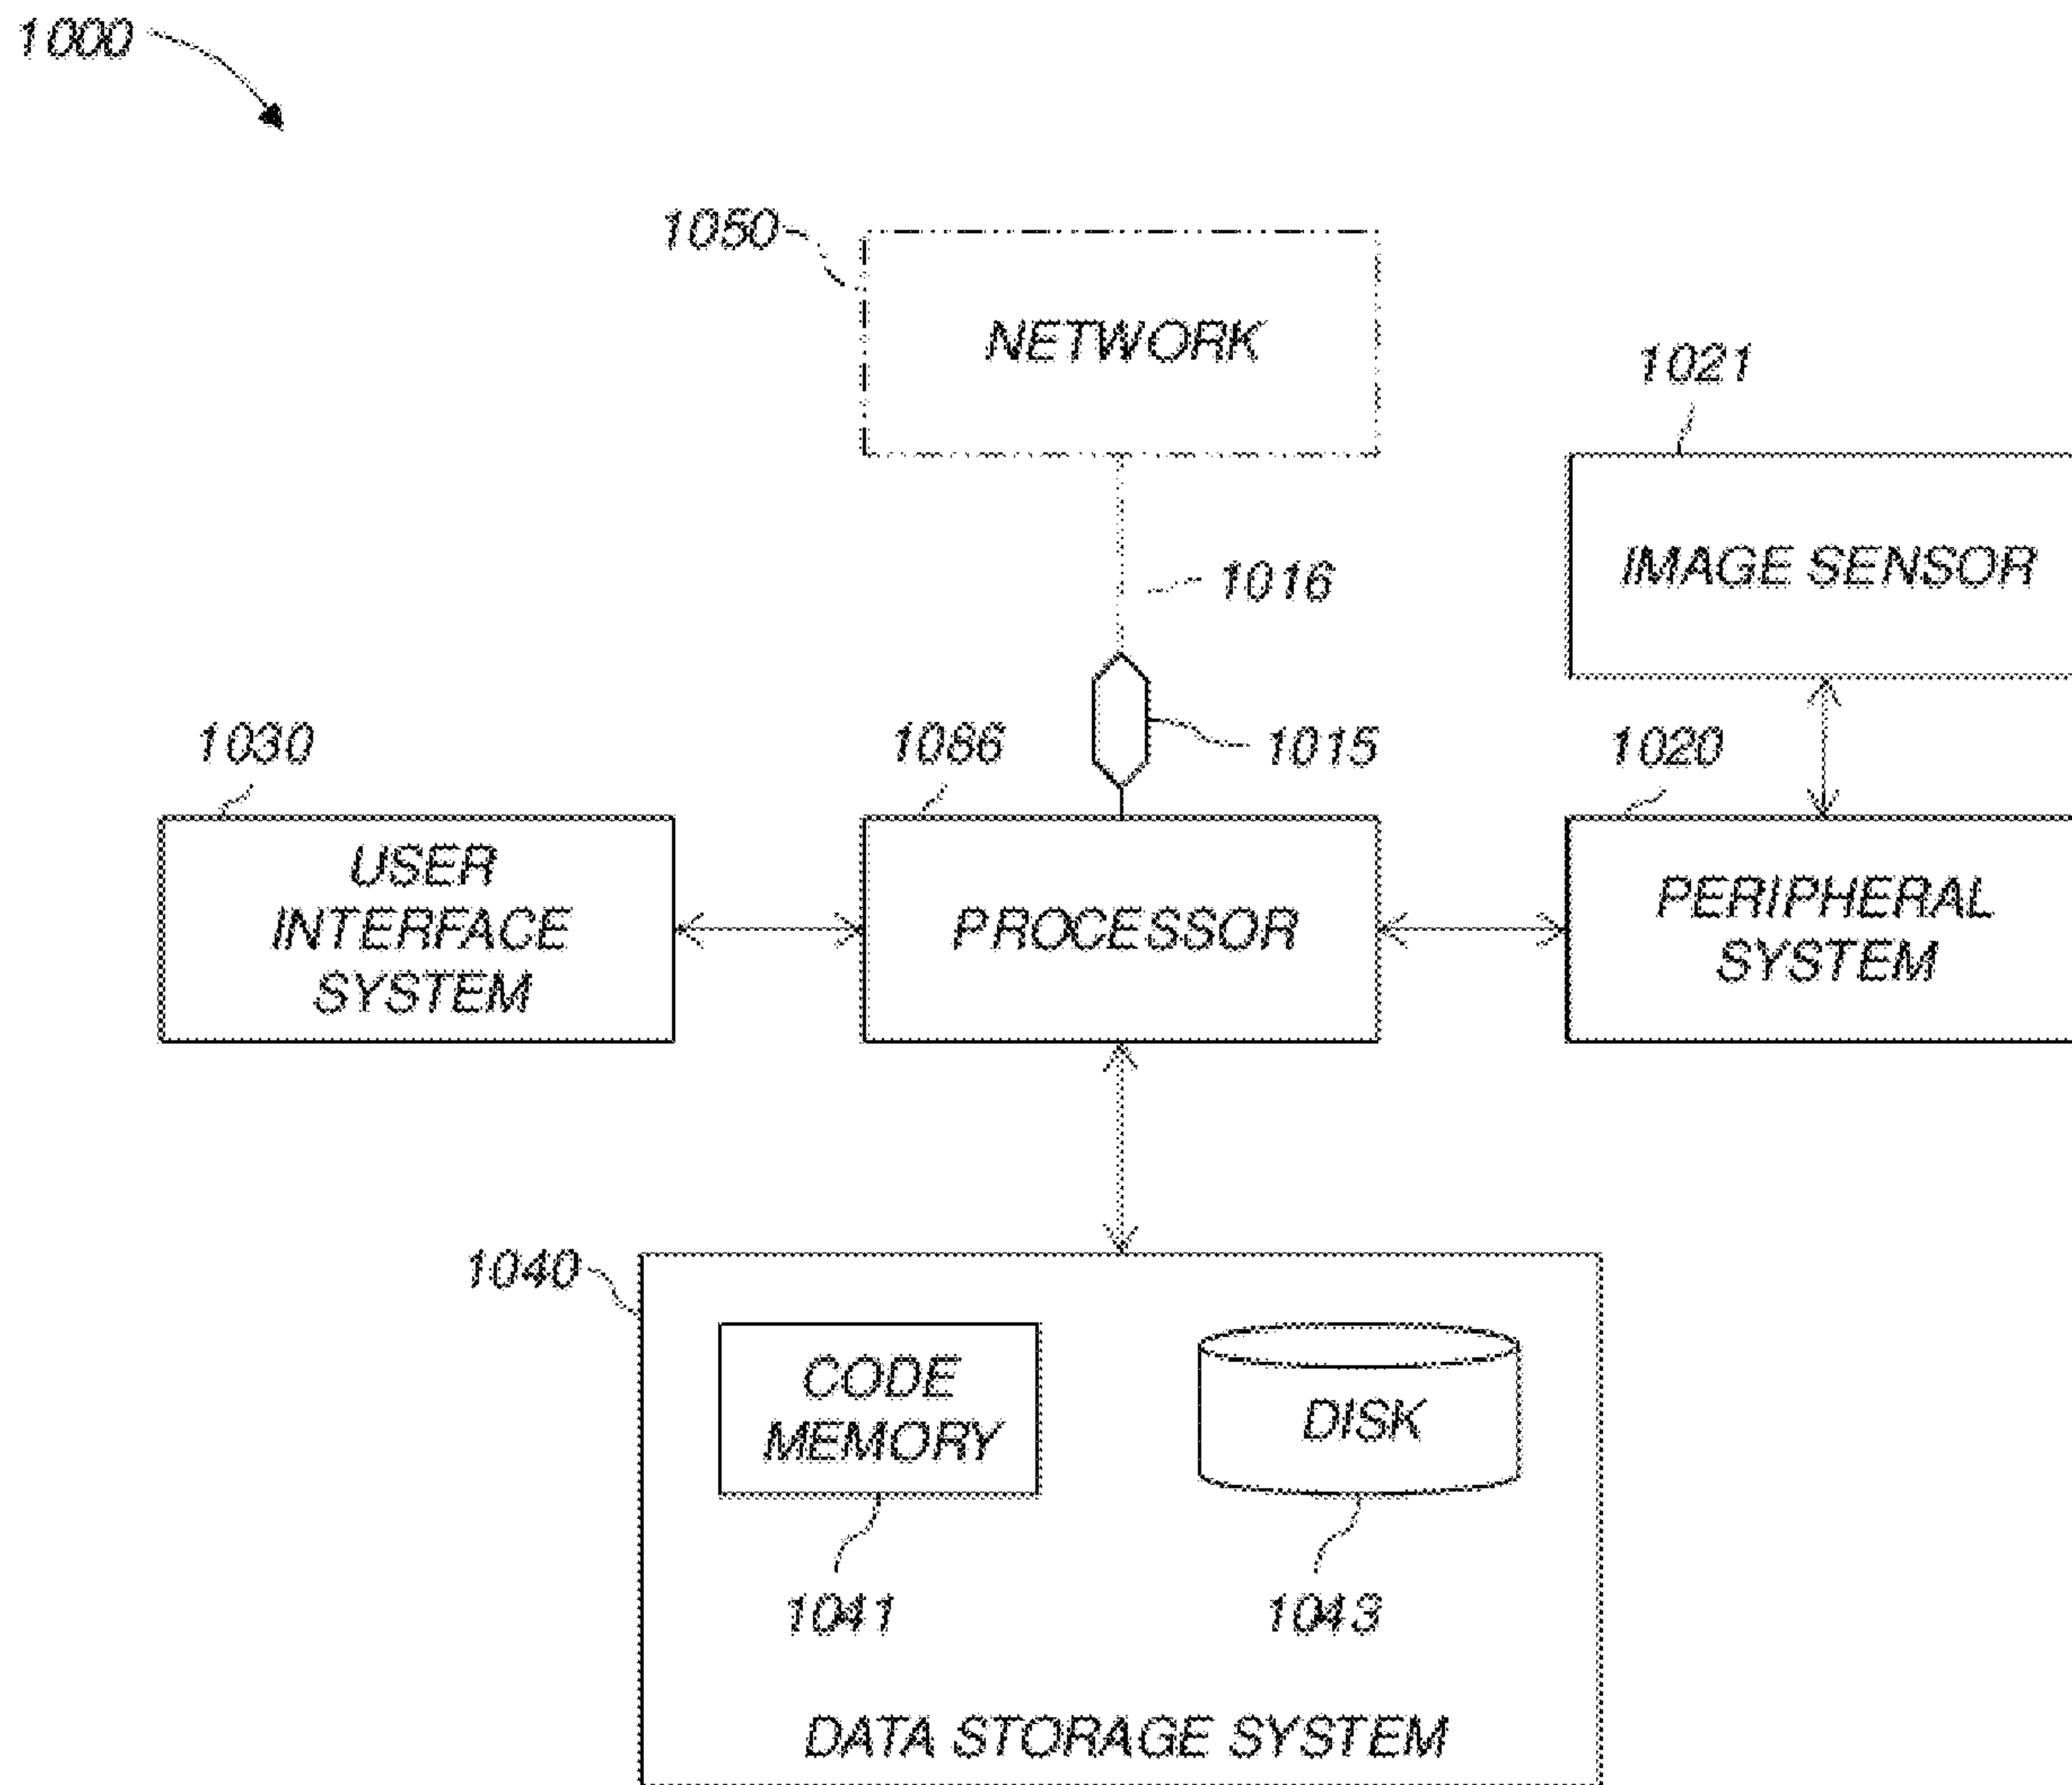 1000
1050
NETWORK
1021
IMAGE SENSOR
1016
1030
1086
1015
1020
USER
INTERFACE
SYSTEM
PROCESSOR
PERIPHERAL
SYSTEM
1040
CODE
MEMORY
DISK
1041
1043
DATA STORAGE SYSTEM